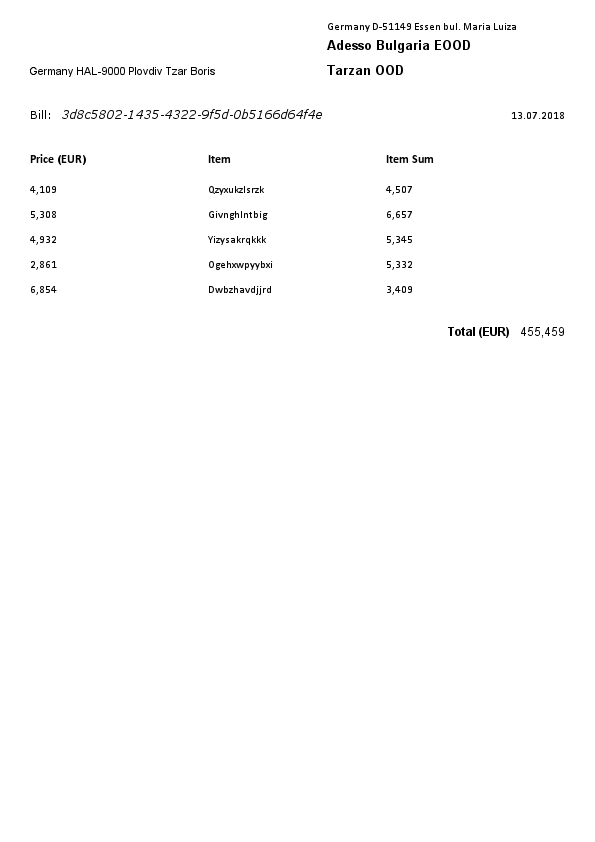 Germany D-51149 Essen bul. Maria Luiza
Adesso Bulgaria EOOD
Germany HAL-9000 Plovdiv Tzar Boris Tarzan OOD
Bill: 3d8c5802-1435-4322-9f5d-0b5166d64f4e 13.07.2018
Price (EUR) Item Item Sum
4,109 Qzyxukzlsrzk 4,507
5,308 Givnghlntbig 6,657
4,932 Yizysakrqkkk 5,345
2,861 Ogehxwpyybxi 5,332
6,854 Dwbzhavdjjrd 3,409
Total (EUR) 455,459